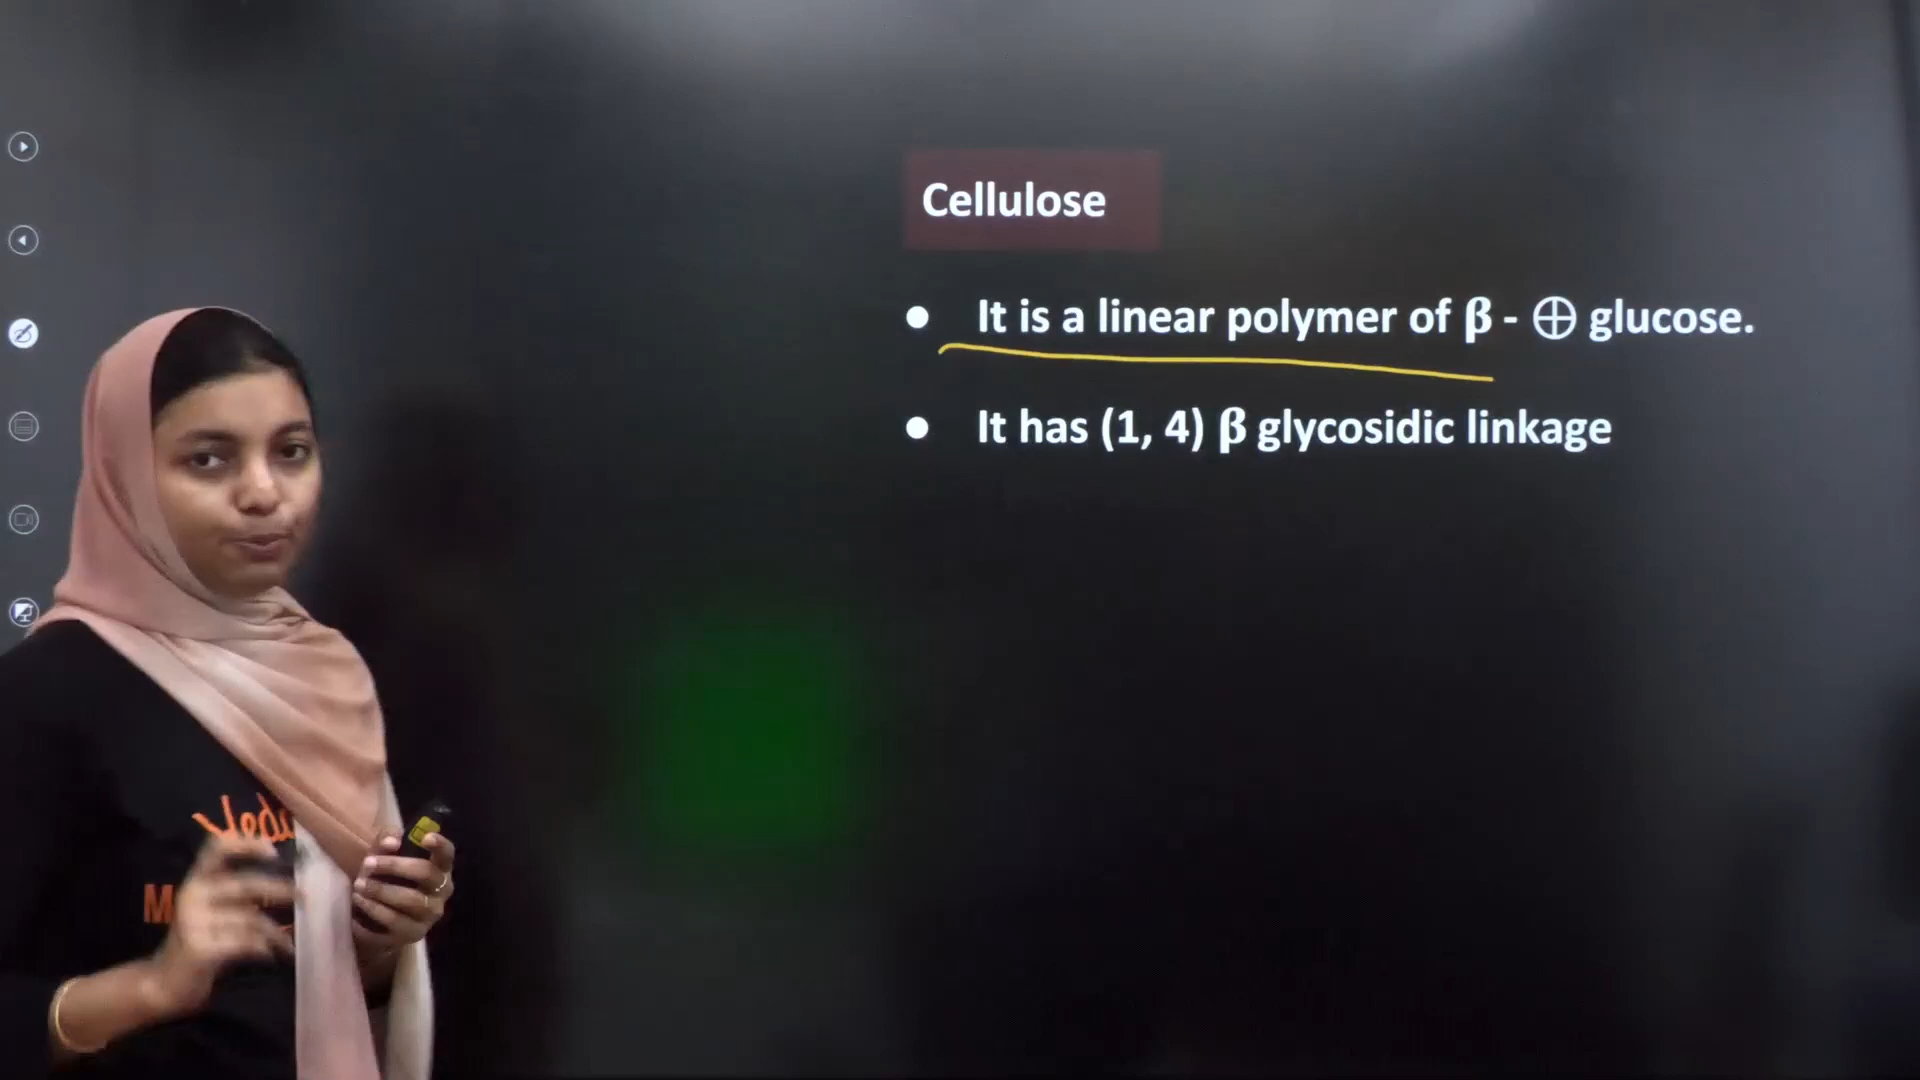 Cellulose
● It is a linear polymer of β - ⊕ glucose.
● It has (1, 4) β glycosidic linkage